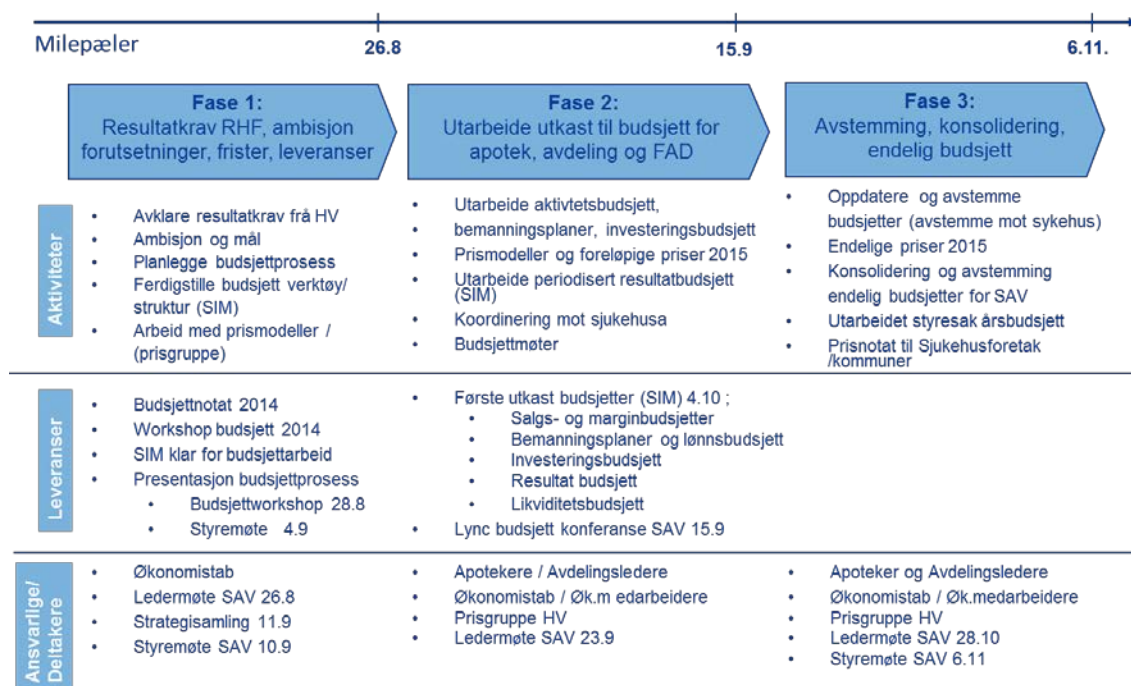 Milepæler
26.8
15.9
6.11.
Fase 1:
Resultatkrav RHF, ambisjon
forutsetninger, frister, leveranser
Fase 2:
Utarbeide utkast til budsjett for
apotek, avdeling og FAD
Fase 3:
Avstemming, konsolidering,
endelig budsjett
Aktiviteter
• Avklare resultatkrav frå HV
• Ambisjon og mål
• Planlegge budsjettprosess
• Ferdigstille budsjett verktøy/
struktur (SIM)
• Arbeid med prismodeller /
(prisgruppe)
• Utarbeide aktivtetsbudsjett,
• bemanningsplaner, investeringsbudsjett
• Prismodeller og foreløpige priser 2015
• Utarbeide periodisert resultatbudsjett
(SIM)
• Koordinering mot sjukehusa
• Budsjettmøter
• Oppdatere og avstemme
budsjetter (avstemme mot sykehus)
• Endelige priser 2015
• Konsolidering og avstemming
endelig budsjetter for SAV
• Utarbeidet styresak årsbudsjett
• Prisnotat til Sjukehusforetak
/kommuner
Leveranser
• Budsjettnotat 2014
• Workshop budsjett 2014
• SIM klar for budsjettarbeid
• Presentasjon budsjettprosess
• Budsjettworkshop 28.8
• Styremøte 4.9
• Første utkast budsjetter (SIM) 4.10 ;
• Salgs- og marginbudsjetter
• Bemanningsplaner og lønnsbudsjett
• Investeringsbudsjett
• Resultat budsjett
• Likviditetsbudsjett
• Lync budsjett konferanse SAV 15.9
Ansvarlige/
Deltakere
• Økonomistab
• Ledermøte SAV 26.8
• Strategisamling 11.9
• Styremøte SAV 10.9
• Apotekere / Avdelingsledere
• Økonomistab / Øk.m edarbeidere
• Prisgruppe HV
• Ledermøte SAV 23.9
• Apoteker og Avdelingsledere
• Økonomistab / Øk.medarbeidere
• Prisgruppe HV
• Ledermøte SAV 28.10
• Styremøte SAV 6.11